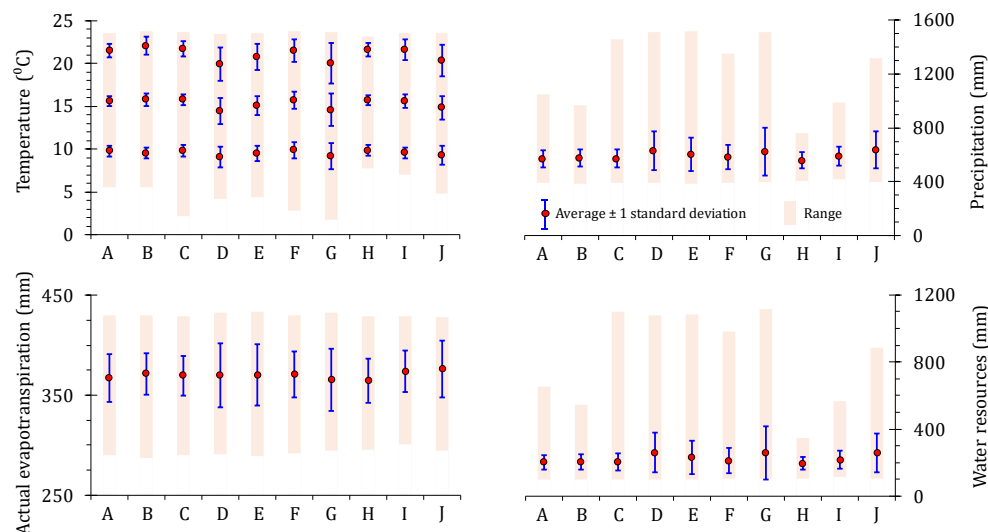 25
20
15
10
5
0
Temperature (⁰C)
A B C D E F G H I J
1600
1200
800
400
0
Precipitation (mm)
Average ± 1 standard deviation
Range
A B C D E F G H I J
450
350
250
Actual evapotranspiration (mm)
A B C D E F G H I J
1200
800
400
0
Water resources (mm)
A B C D E F G H I J